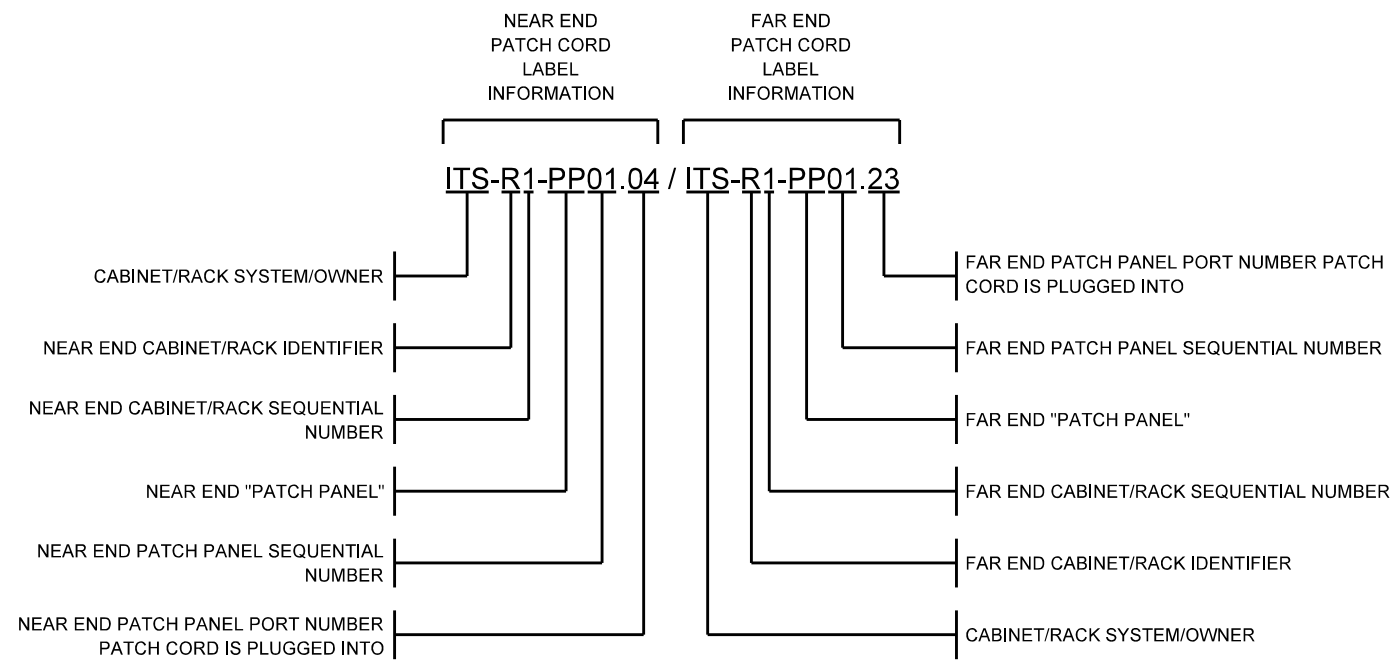 NEAR END
PATCH CORD
LABEL
INFORMATION
FAR END
PATCH CORD
LABEL
INFORMATION
ITS-R1-PP01.04 / ITS-R1-PP01.23
CABINET/RACK SYSTEM/OWNER
NEAR END CABINET/RACK IDENTIFIER
NEAR END CABINET/RACK SEQUENTIAL
NUMBER
NEAR END "PATCH PANEL"
NEAR END PATCH PANEL SEQUENTIAL
NUMBER
NEAR END PATCH PANEL PORT NUMBER
PATCH CORD IS PLUGGED INTO
FAR END PATCH PANEL PORT NUMBER PATCH
CORD IS PLUGGED INTO
FAR END PATCH PANEL SEQUENTIAL NUMBER
FAR END "PATCH PANEL"
FAR END CABINET/RACK SEQUENTIAL NUMBER
FAR END CABINET/RACK IDENTIFIER
CABINET/RACK SYSTEM/OWNER